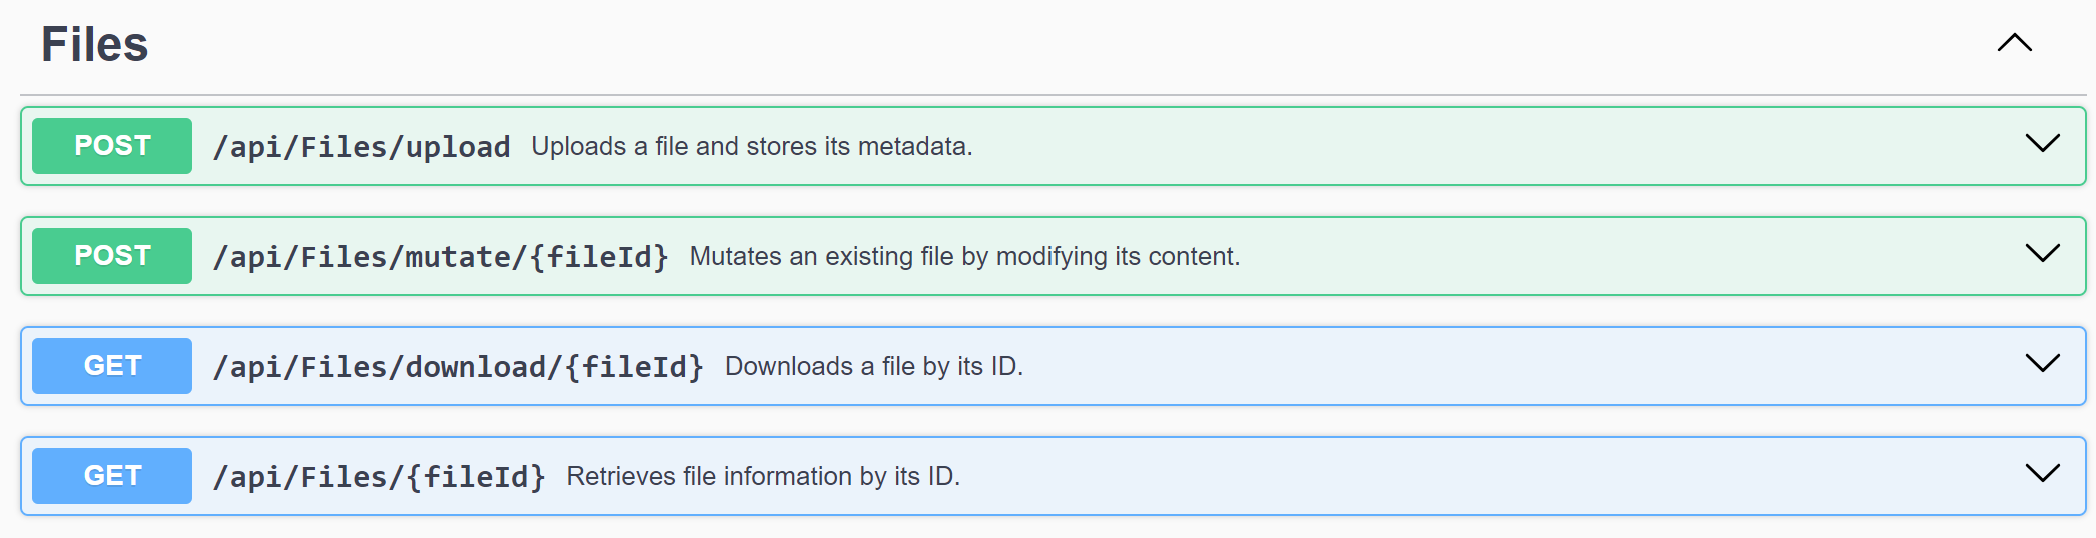 Files
POST /api/Files/upload Uploads a file and stores its metadata.
POST /api/Files/mutate/{fileId} Mutates an existing file by modifying its content.
GET /api/Files/download/{fileId} Downloads a file by its ID.
GET /api/Files/{fileId} Retrieves file information by its ID.